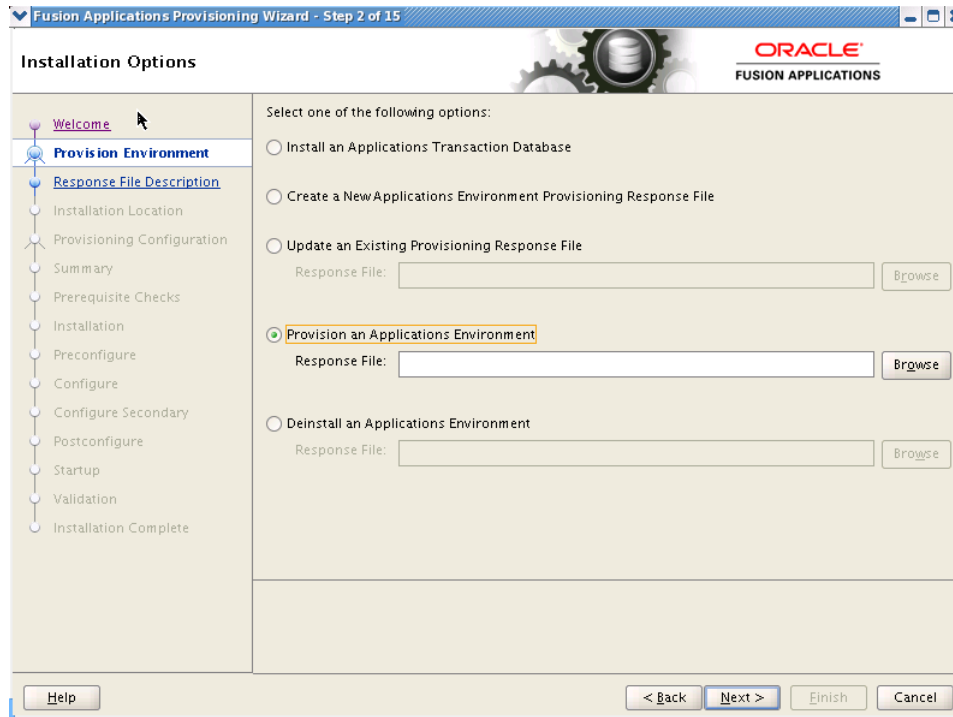 Fusion Applications Provisioning Wizard - Step 2 of 15
Installation Options
ORACLE
FUSION APPLICATIONS
Welcome
Provision Environment
Response File Description
Installation Location
Provisioning Configuration
Summary
Prerequisite Checks
Installation
Preconfigure
Configure
Configure Secondary
Postconfigure
Startup
Validation
Installation Complete
Select one of the following options:
Install an Applications Transaction Database
Create a New Applications Environment Provisioning Response File
Update an Existing Provisioning Response File
Response File: Browse
Provision an Applications Environment
Response File: Browse
Deinstall an Applications Environment
Response File: Browse
Help < Back Next > Finish Cancel